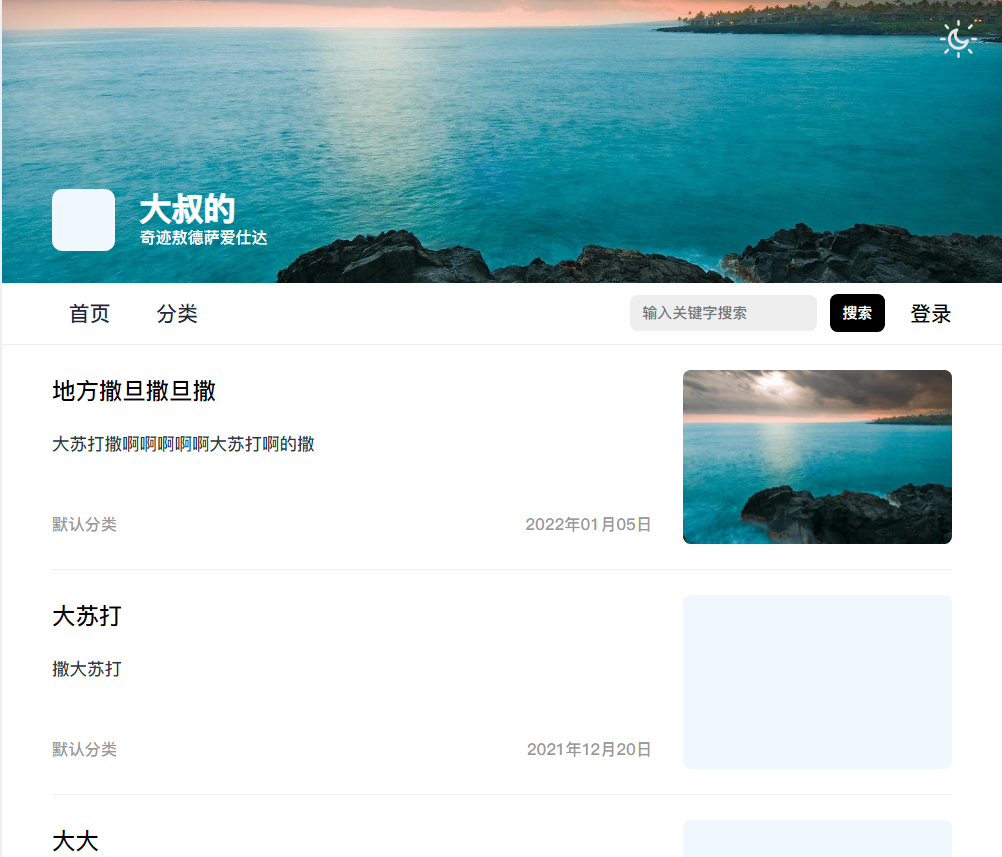 大叔的
奇迹敖德萨爱仕达
首页 分类 输入关键字搜索 搜索 登录
地方撒旦撒旦撒
大苏打撒啊啊啊啊啊大苏打啊的撒
默认分类 2022年01月05日
大苏打
撒大苏打
默认分类 2021年12月20日
大大